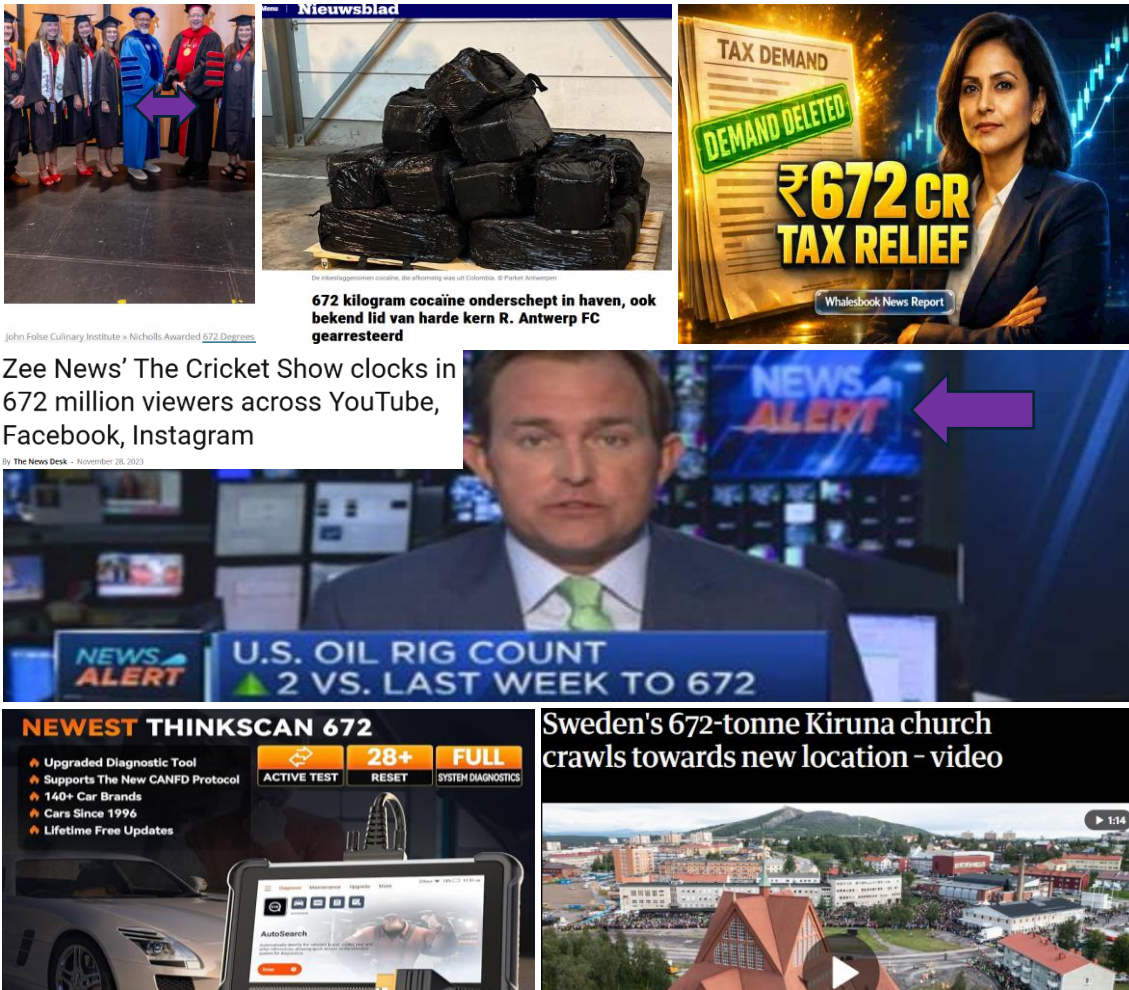 John Folse Culinary Institute » Nicholls Awarded 672 Degrees
Menu
Nieuwsblad
De inbeslaggenomen cocaïne, die afkomstig was uit Colombia. © Parket Antwerpen
672 kilogram cocaïne onderschept in haven, ook
bekend lid van harde kern R. Antwerp FC
gearresteerd
TAX DEMAND
DEMAND DELETED
₹672 CR
TAX RELIEF
Whalesbook News Report
Zee News’ The Cricket Show clocks in
672 million viewers across YouTube,
Facebook, Instagram
By The News Desk - November 28, 2023
NEWS
ALERT
NEWS
ALERT
U.S. OIL RIG COUNT
2 VS. LAST WEEK TO 672
NEWEST THINKSCAN 672
Upgraded Diagnostic Tool
Supports The New CANFD Protocol
140+ Car Brands
Cars Since 1996
Lifetime Free Updates
ACTIVE TEST
28+
RESET
FULL
SYSTEM DIAGNOSTICS
Diagnose Maintenance Upgrade More
AutoSearch
Enter
Sweden's 672-tonne Kiruna church
crawls towards new location – video
1:14